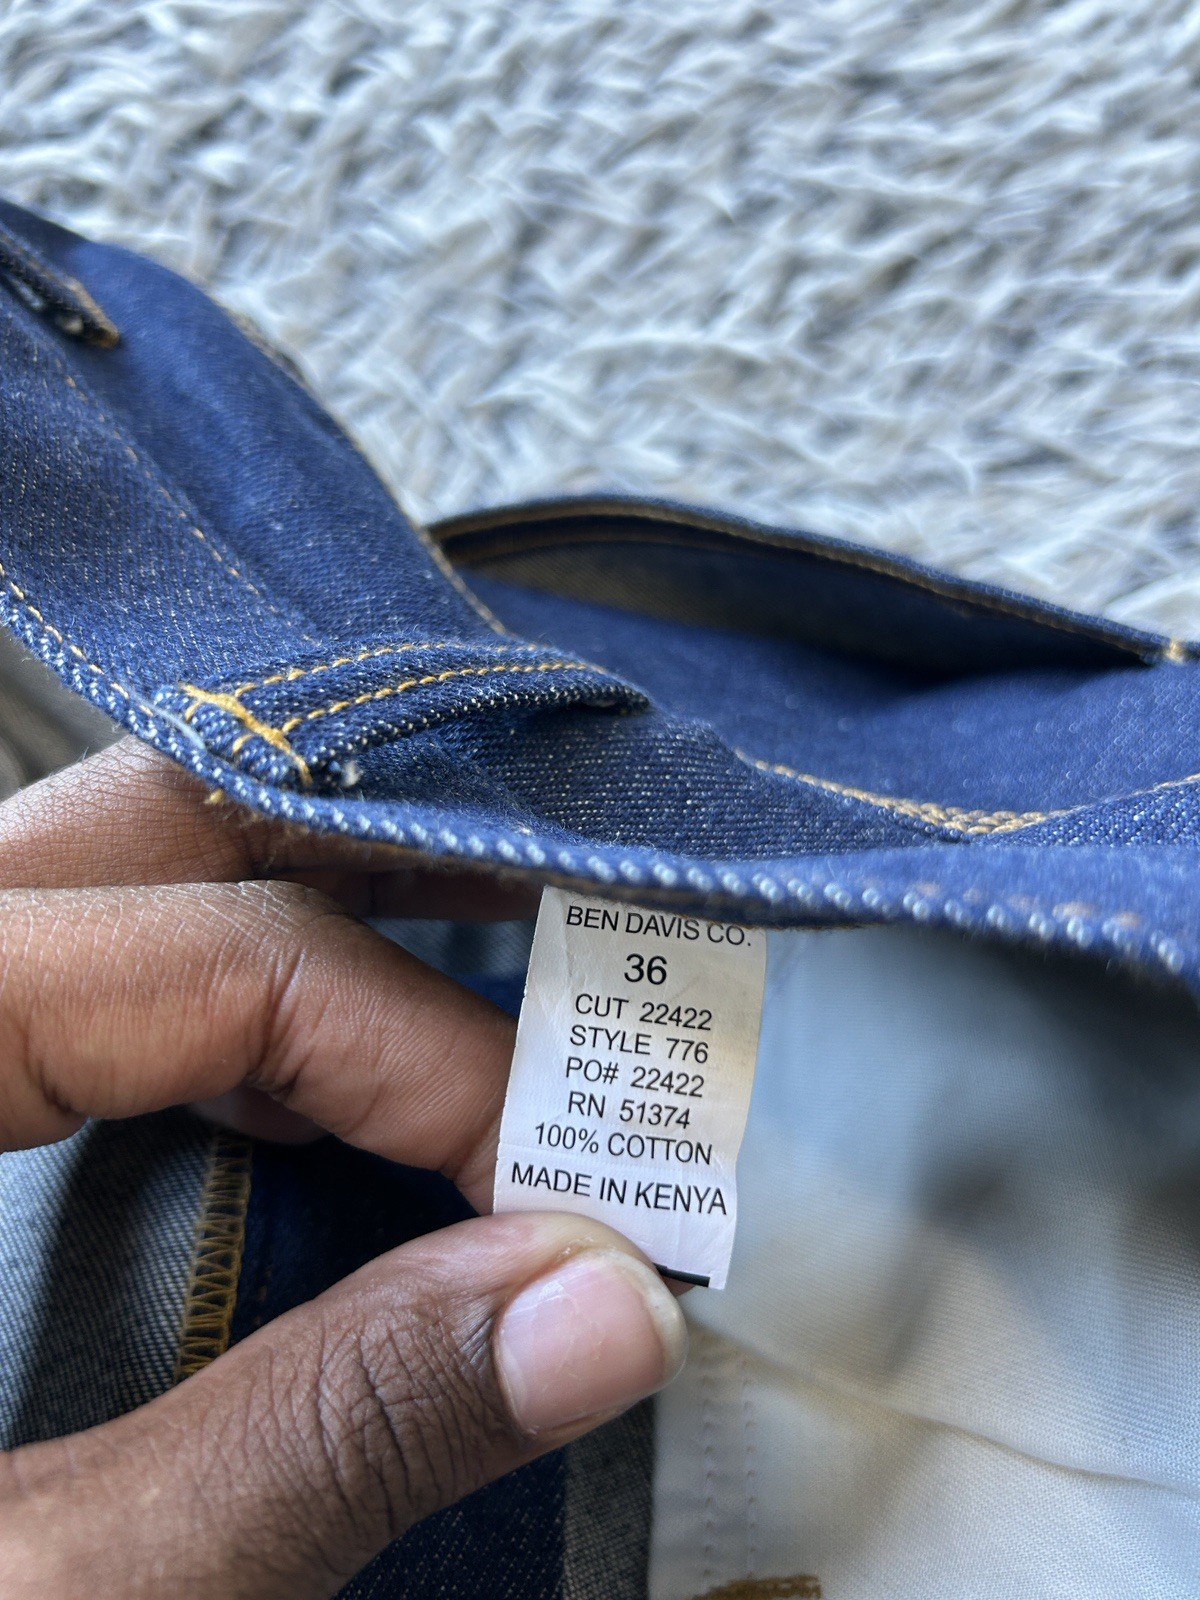 BEN DAVIS CO.
36
CUT 22422
STYLE 776
PO# 22422
RN 51374
100% COTTON
MADE IN KENYA